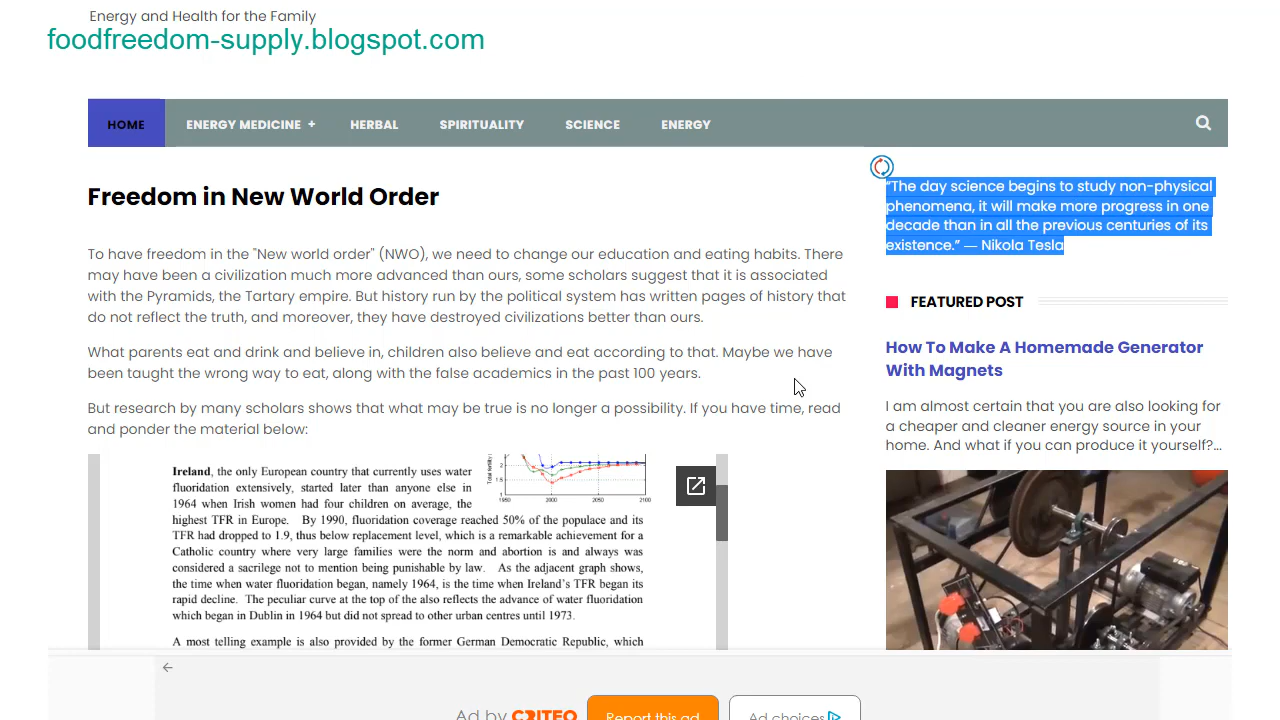 Energy and Health for the Family
foodfreedom-supply.blogspot.com
HOME ENERGY MEDICINE + HERBAL SPIRITUALITY SCIENCE ENERGY
Freedom in New World Order
To have freedom in the "New world order" (NWO), we need to change our education and eating habits. There
may have been a civilization much more advanced than ours, some scholars suggest that it is associated
with the Pyramids, the Tartary empire. But history run by the political system has written pages of history that
do not reflect the truth, and moreover, they have destroyed civilizations better than ours.
What parents eat and drink and believe in, children also believe and eat according to that. Maybe we have
been taught the wrong way to eat, along with the false academics in the past 100 years.
But research by many scholars shows that what may be true is no longer a possibility. If you have time, read
and ponder the material below:
Ireland, the only European country that currently uses water
fluoridation extensively, started later than anyone else in
1964 when Irish women had four children on average, the
highest TFR in Europe. By 1990, fluoridation coverage reached 50% of the populace and its
TFR had dropped to 1.9, thus below replacement level, which is a remarkable achievement for a
Catholic country where very large families were the norm and abortion is and always was
considered a sacrilege not to mention being punishable by law. As the adjacent graph shows,
the time when water fluoridation began, namely 1964, is the time when Ireland's TFR began its
rapid decline. The peculiar curve at the top of the also reflects the advance of water fluoridation
which began in Dublin in 1964 but did not spread to other urban centres until 1973.
A most telling example is also provided by the former German Democratic Republic, which
2
1.5
1
1950 2000 2050 2100
“The day science begins to study non-physical
phenomena, it will make more progress in one
decade than in all the previous centuries of its
existence.” ― Nikola Tesla
FEATURED POST
How To Make A Homemade Generator
With Magnets
I am almost certain that you are also looking for
a cheaper and cleaner energy source in your
home. And what if you can produce it yourself?...
Ad by CRITEO
Report this ad
Ad choices